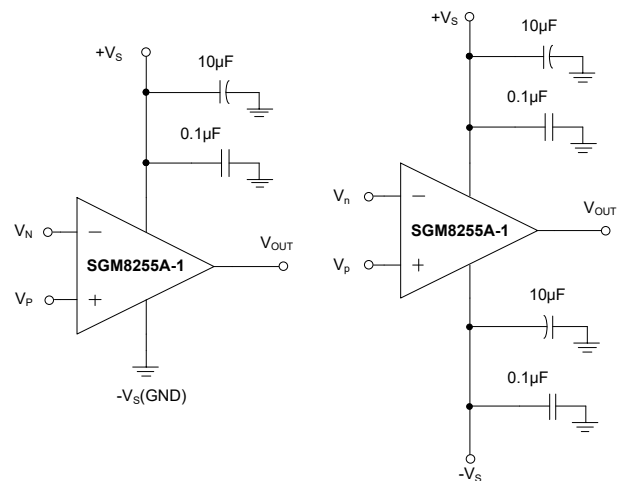 +VS
10µF
0.1µF
VN
−
SGM8255A-1
VOUT
VP
+
-VS(GND)
+VS
10µF
0.1µF
Vn
−
SGM8255A-1
VOUT
Vp
+
10µF
0.1µF
-VS